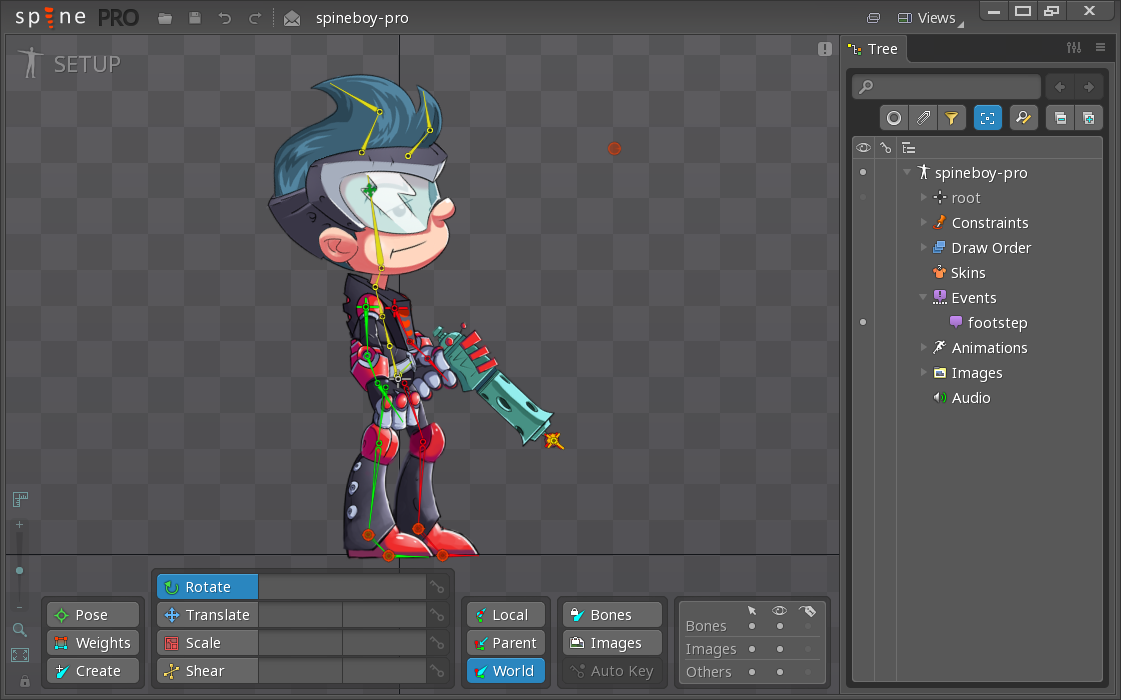 spine PRO
spineboy-pro
Views
SETUP
Tree
spineboy-pro
root
Constraints
Draw Order
Skins
Events
footstep
Animations
Images
Audio
Pose
Weights
Create
Rotate
Translate
Scale
Shear
Local
Parent
World
Bones
Images
Auto Key
Bones
Images
Others